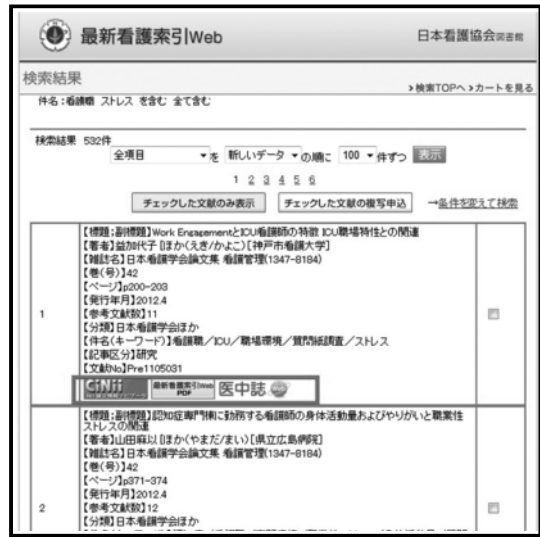 最新看護索引Web
日本看護協会図書館
検索結果
›検索TOPへ ›カートを見る
件名:看護職 ストレス を含む 全て含む
検索結果 532件
全項目 を 新しいデータ の順に 100 件ずつ 表示
1 2 3 4 5 6
チェックした文献のみ表示 チェックした文献の複写申込 →条件を変えて検索
【標題;副標題】Work EngagementとICU看護師の特徴 ICU職場特性との関連
【著者】益加代子 ほか(えき/かよこ)[神戸市看護大学]
【雑誌名】日本看護学会論文集 看護管理(1347-8184)
【巻(号)】42
【ページ】p200-203
【発行年月】2012.4
【参考文献数】11
【分類】日本看護学会ほか
1
【件名(キーワード)】看護職/ICU/職場環境/質問紙調査/ストレス
【記事区分】研究
【文献No】Pre1105031
CiNii
最新看護索引Web PDF
医中誌
【標題;副標題】認知症専門病棟に勤務する看護師の身体活動量およびやりがいと職業性
ストレスの関連
【著者】山田麻以 ほか(やまだ/まい)[県立広島病院]
【雑誌名】日本看護学会論文集 看護管理(1347-8184)
【巻(号)】42
【ページ】p371-374
【発行年月】2012.4
2
【参考文献数】12
【分類】日本看護学会ほか